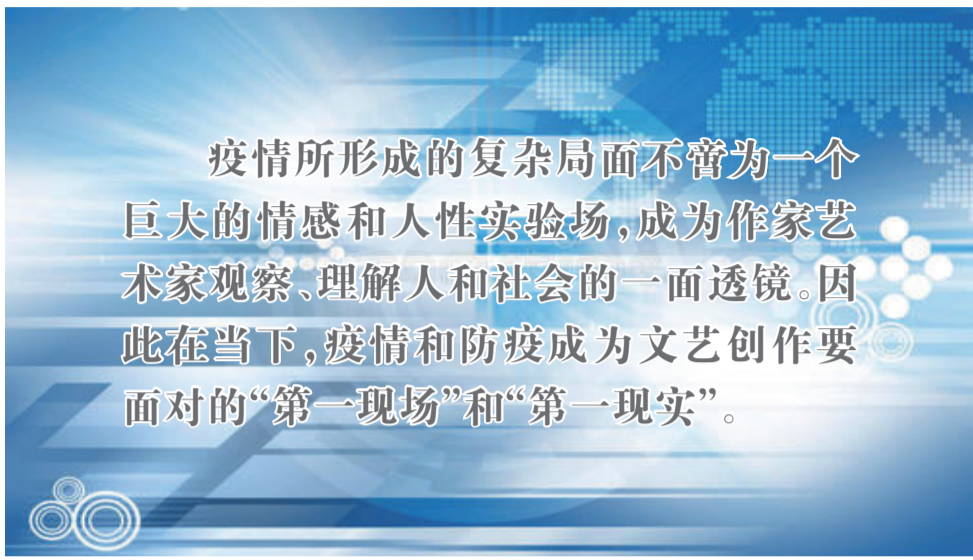 疫情所形成的复杂局面不啻为一个
巨大的情感和人性实验场,成为作家艺
术家观察、理解人和社会的一面透镜。因
此在当下,疫情和防疫成为文艺创作要
面对的“第一现场”和“第一现实”。